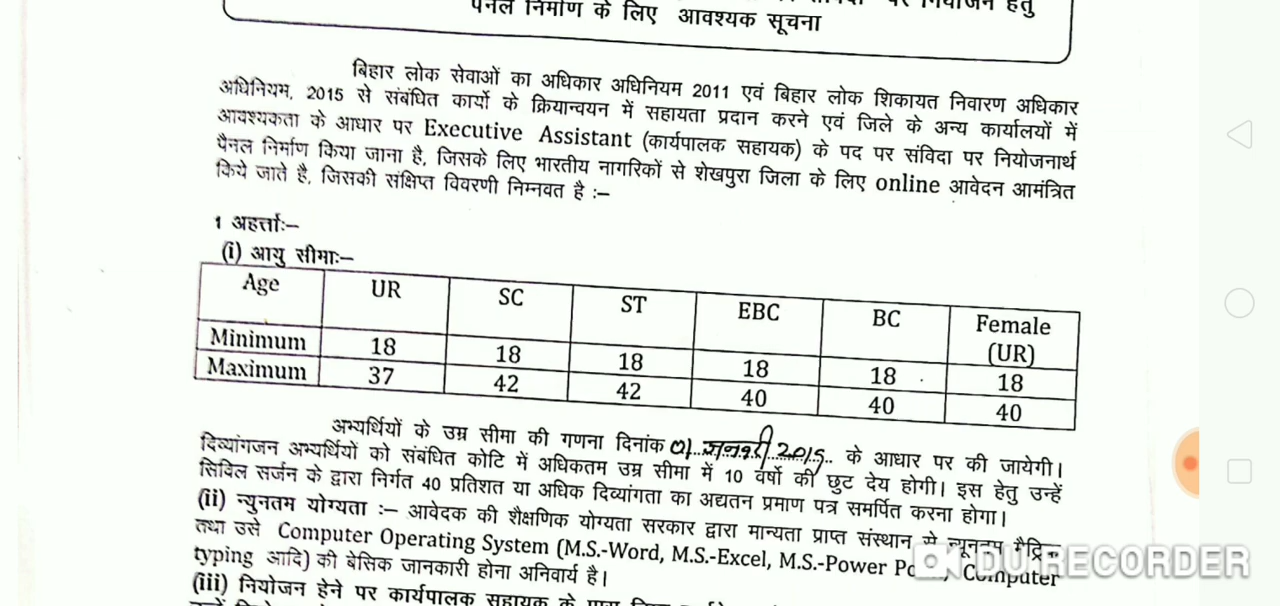 पर नियोजन हेतु
पैनल निर्माण के लिए आवश्यक सूचना
बिहार लोक सेवाओं का अधिकार अधिनियम 2011 एवं बिहार लोक शिकायत निवारण अधिकार
अधिनियम, 2015 से संबंधित कार्यो के क्रियान्वयन में सहायता प्रदान करने एवं जिले के अन्य कार्यालयों में
आवश्यकता के आधार पर Executive Assistant (कार्यपालक सहायक) के पद पर संविदा पर नियोजनार्थ
पैनल निर्माण किया जाना है, जिसके लिए भारतीय नागरिकों से शेखपुरा जिला के लिए online आवेदन आमंत्रित
किये जाते है, जिसकी संक्षिप्त विवरणी निम्नवत है :–
1 अहर्त्ताः–
(i) आयु सीमाः–
Age UR SC ST EBC BC Female (UR)
Minimum 18 18 18 18 18 18
Maximum 37 42 42 40 40 40
अभ्यर्थियों के उम्र सीमा की गणना दिनांक 01 जनवरी 2019 के आधार पर की जायेगी।
दिव्यांगजन अभ्यर्थियों को संबंधित कोटि में अधिकतम उम्र सीमा में 10 वर्षो की छुट देय होगी। इस हेतु उन्हें
सिविल सर्जन के द्वारा निर्गत 40 प्रतिशत या अधिक दिव्यांगता का अद्यतन प्रमाण पत्र समर्पित करना होगा।
(ii) न्युनतम योग्यता :– आवेदक की शैक्षणिक योग्यता सरकार द्वारा मान्यता प्राप्त संस्थान से न्यूनतम मैट्रिक
तथा उसे Computer Operating System (M.S.-Word, M.S.-Excel, M.S.-Power Computer
typing आदि) की बेसिक जानकारी होना अनिवार्य है।
(iii) नियोजन हेने पर कार्यपालक सहायक के पास
DU RECORDER